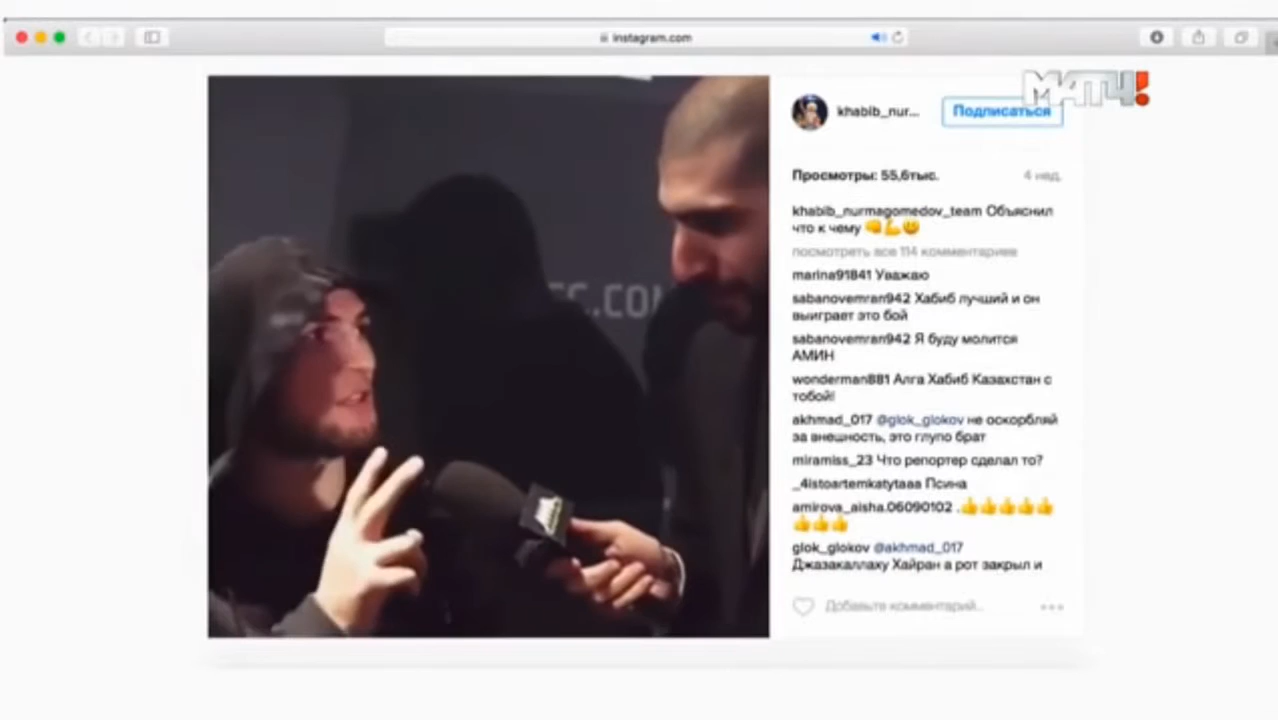 instagram.com
МАТЧ!
khabib_nur...
Подписаться
Просмотры: 55,6тыс.
4 нед.
khabib_nurmagomedov_team Объяснил
что к чему 👊💪😃
посмотреть все 114 комментариев
marina91841 Уважаю
sabanovemran942 Хабиб лучший и он
выиграет это бой
sabanovemran942 Я буду молится
АМИН
wonderman881 Алга Хабиб Казахстан с
тобой!
akhmad_017 @glok_glokov не оскорбляй
за внешность, это глупо брат
miramiss_23 Что репортер сделал то?
_4istoartemkatytaaa Псина
amirova_aisha.06090102 .👍👍👍👍👍
👍👍👍
glok_glokov @akhmad_017
Джазакаллаху Хайран а рот закрыл и
Добавьте комментарий...
C.COM